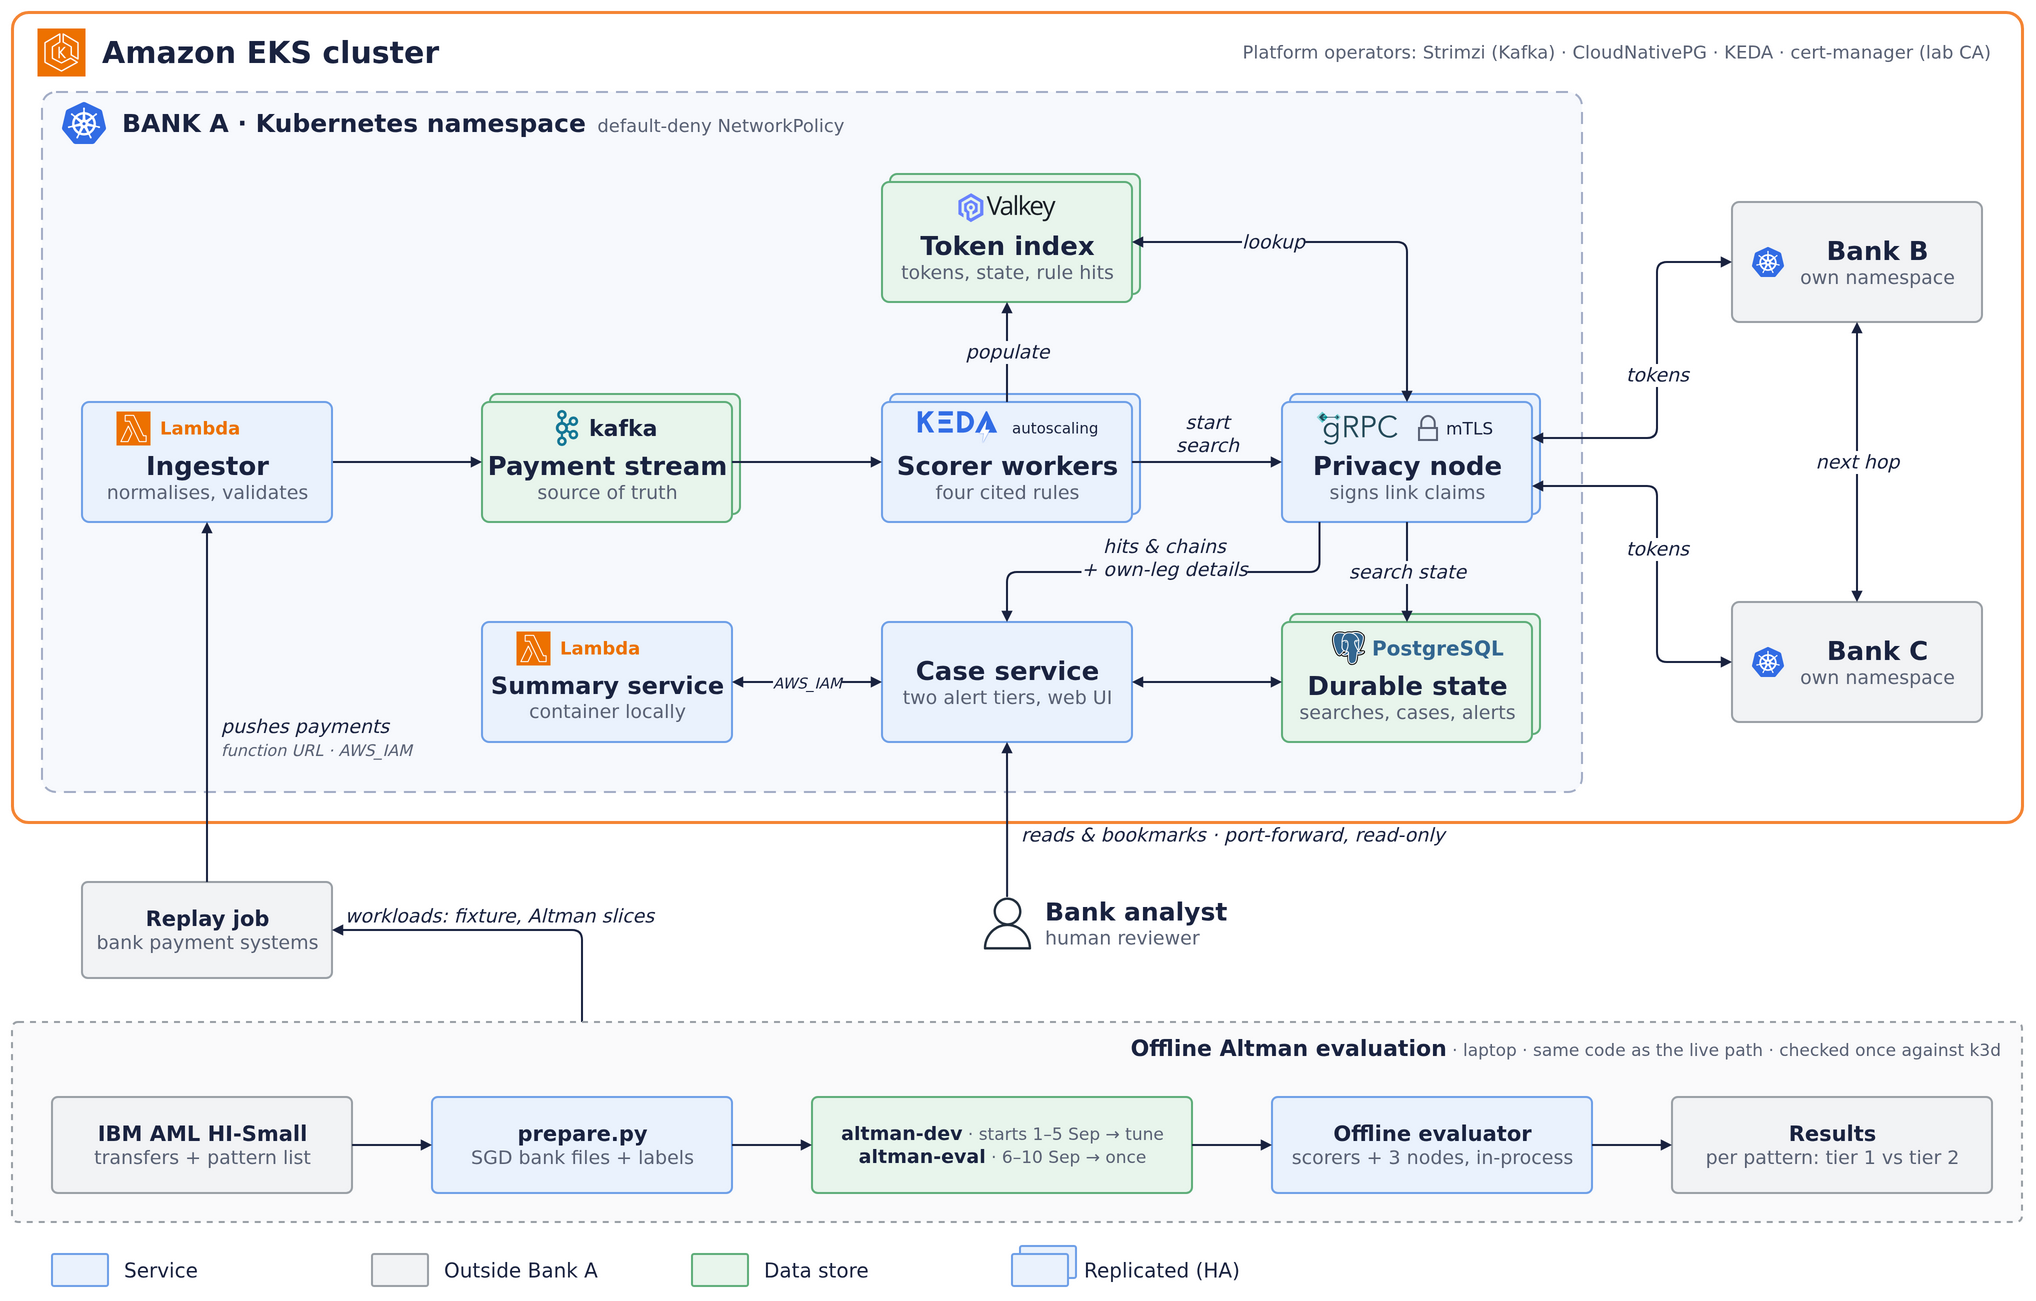 Amazon EKS cluster
Platform operators: Strimzi (Kafka) · CloudNativePG · KEDA · cert-manager (lab CA)
BANK A · Kubernetes namespace default-deny NetworkPolicy
Valkey
Token index
tokens, state, rule hits
lookup
Bank B
own namespace
populate
tokens
Lambda
Ingestor
normalises, validates
kafka
Payment stream
source of truth
KEDA autoscaling
Scorer workers
four cited rules
start
search
gRPC mTLS
Privacy node
signs link claims
next hop
hits & chains
+ own-leg details
search state
tokens
Lambda
Summary service
container locally
AWS_IAM
Case service
two alert tiers, web UI
PostgreSQL
Durable state
searches, cases, alerts
Bank C
own namespace
pushes payments
function URL · AWS_IAM
reads & bookmarks · port-forward, read-only
Replay job
bank payment systems
workloads: fixture, Altman slices
Bank analyst
human reviewer
Offline Altman evaluation · laptop · same code as the live path · checked once against k3d
IBM AML HI-Small
transfers + pattern list
prepare.py
SGD bank files + labels
altman-dev · starts 1–5 Sep → tune
altman-eval · 6–10 Sep → once
Offline evaluator
scorers + 3 nodes, in-process
Results
per pattern: tier 1 vs tier 2
Service
Outside Bank A
Data store
Replicated (HA)